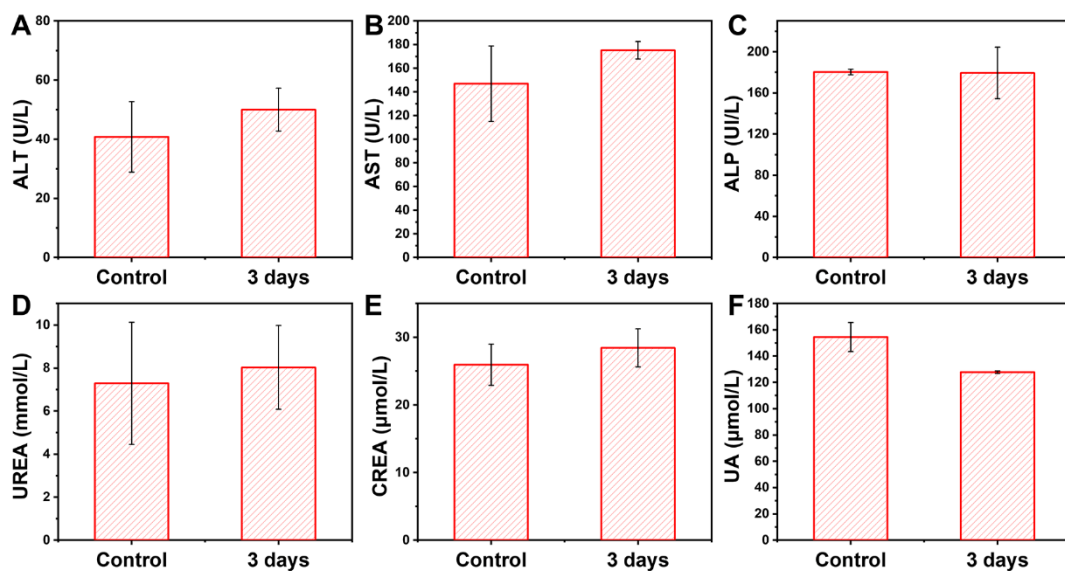 A
ALT (U/L)
80
60
40
20
0
Control 3 days
B
AST (U/L)
200
180
160
140
120
100
80
60
40
20
0
Control 3 days
C
ALP (UI/L)
200
160
120
80
40
0
Control 3 days
D
UREA (mmol/L)
10
8
6
4
2
0
Control 3 days
E
CREA (μmol/L)
30
20
10
0
Control 3 days
F
UA (μmol/L)
180
160
140
120
100
80
60
40
20
0
Control 3 days